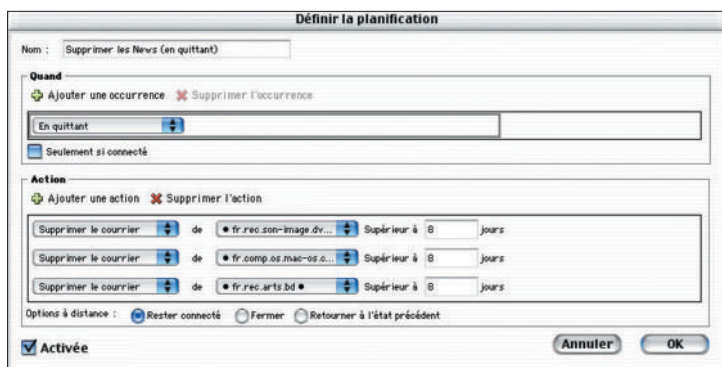 Définir la planification
Nom : Supprimer les News (en quittant)
Quand
Ajouter une occurrence Supprimer l'occurrence
En quittant
Seulement si connecté
Action
Ajouter une action Supprimer l'action
Supprimer le courrier de • fr.rec.son-image.dv... Supérieur à 8 jours
Supprimer le courrier de • fr.comp.os.mac-os.c... Supérieur à 8 jours
Supprimer le courrier de • fr.rec.arts.bd • Supérieur à 8 jours
Options à distance : Rester connecté Fermer Retourner à l'état précédent
Activée Annuler OK